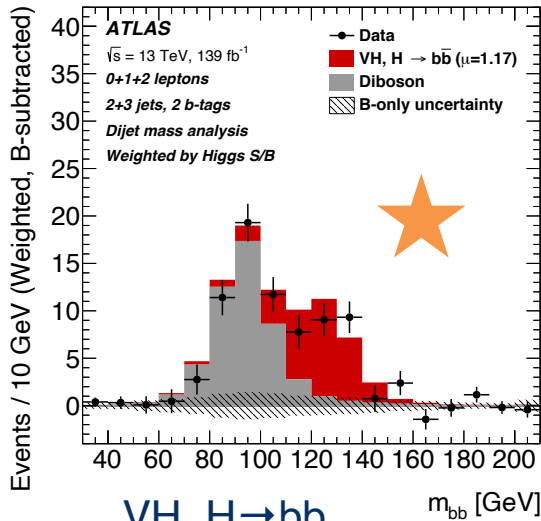 ATLAS
√s = 13 TeV, 139 fb⁻¹
0+1+2 leptons
2+3 jets, 2 b-tags
Dijet mass analysis
Weighted by Higgs S/B
Data
VH, H → bb̅ (μ=1.17)
Diboson
B-only uncertainty
Events / 10 GeV (Weighted, B-subtracted)
40
35
30
25
20
15
10
5
0
40 60 80 100 120 140 160 180 200
m_bb [GeV]
VH, H→bb